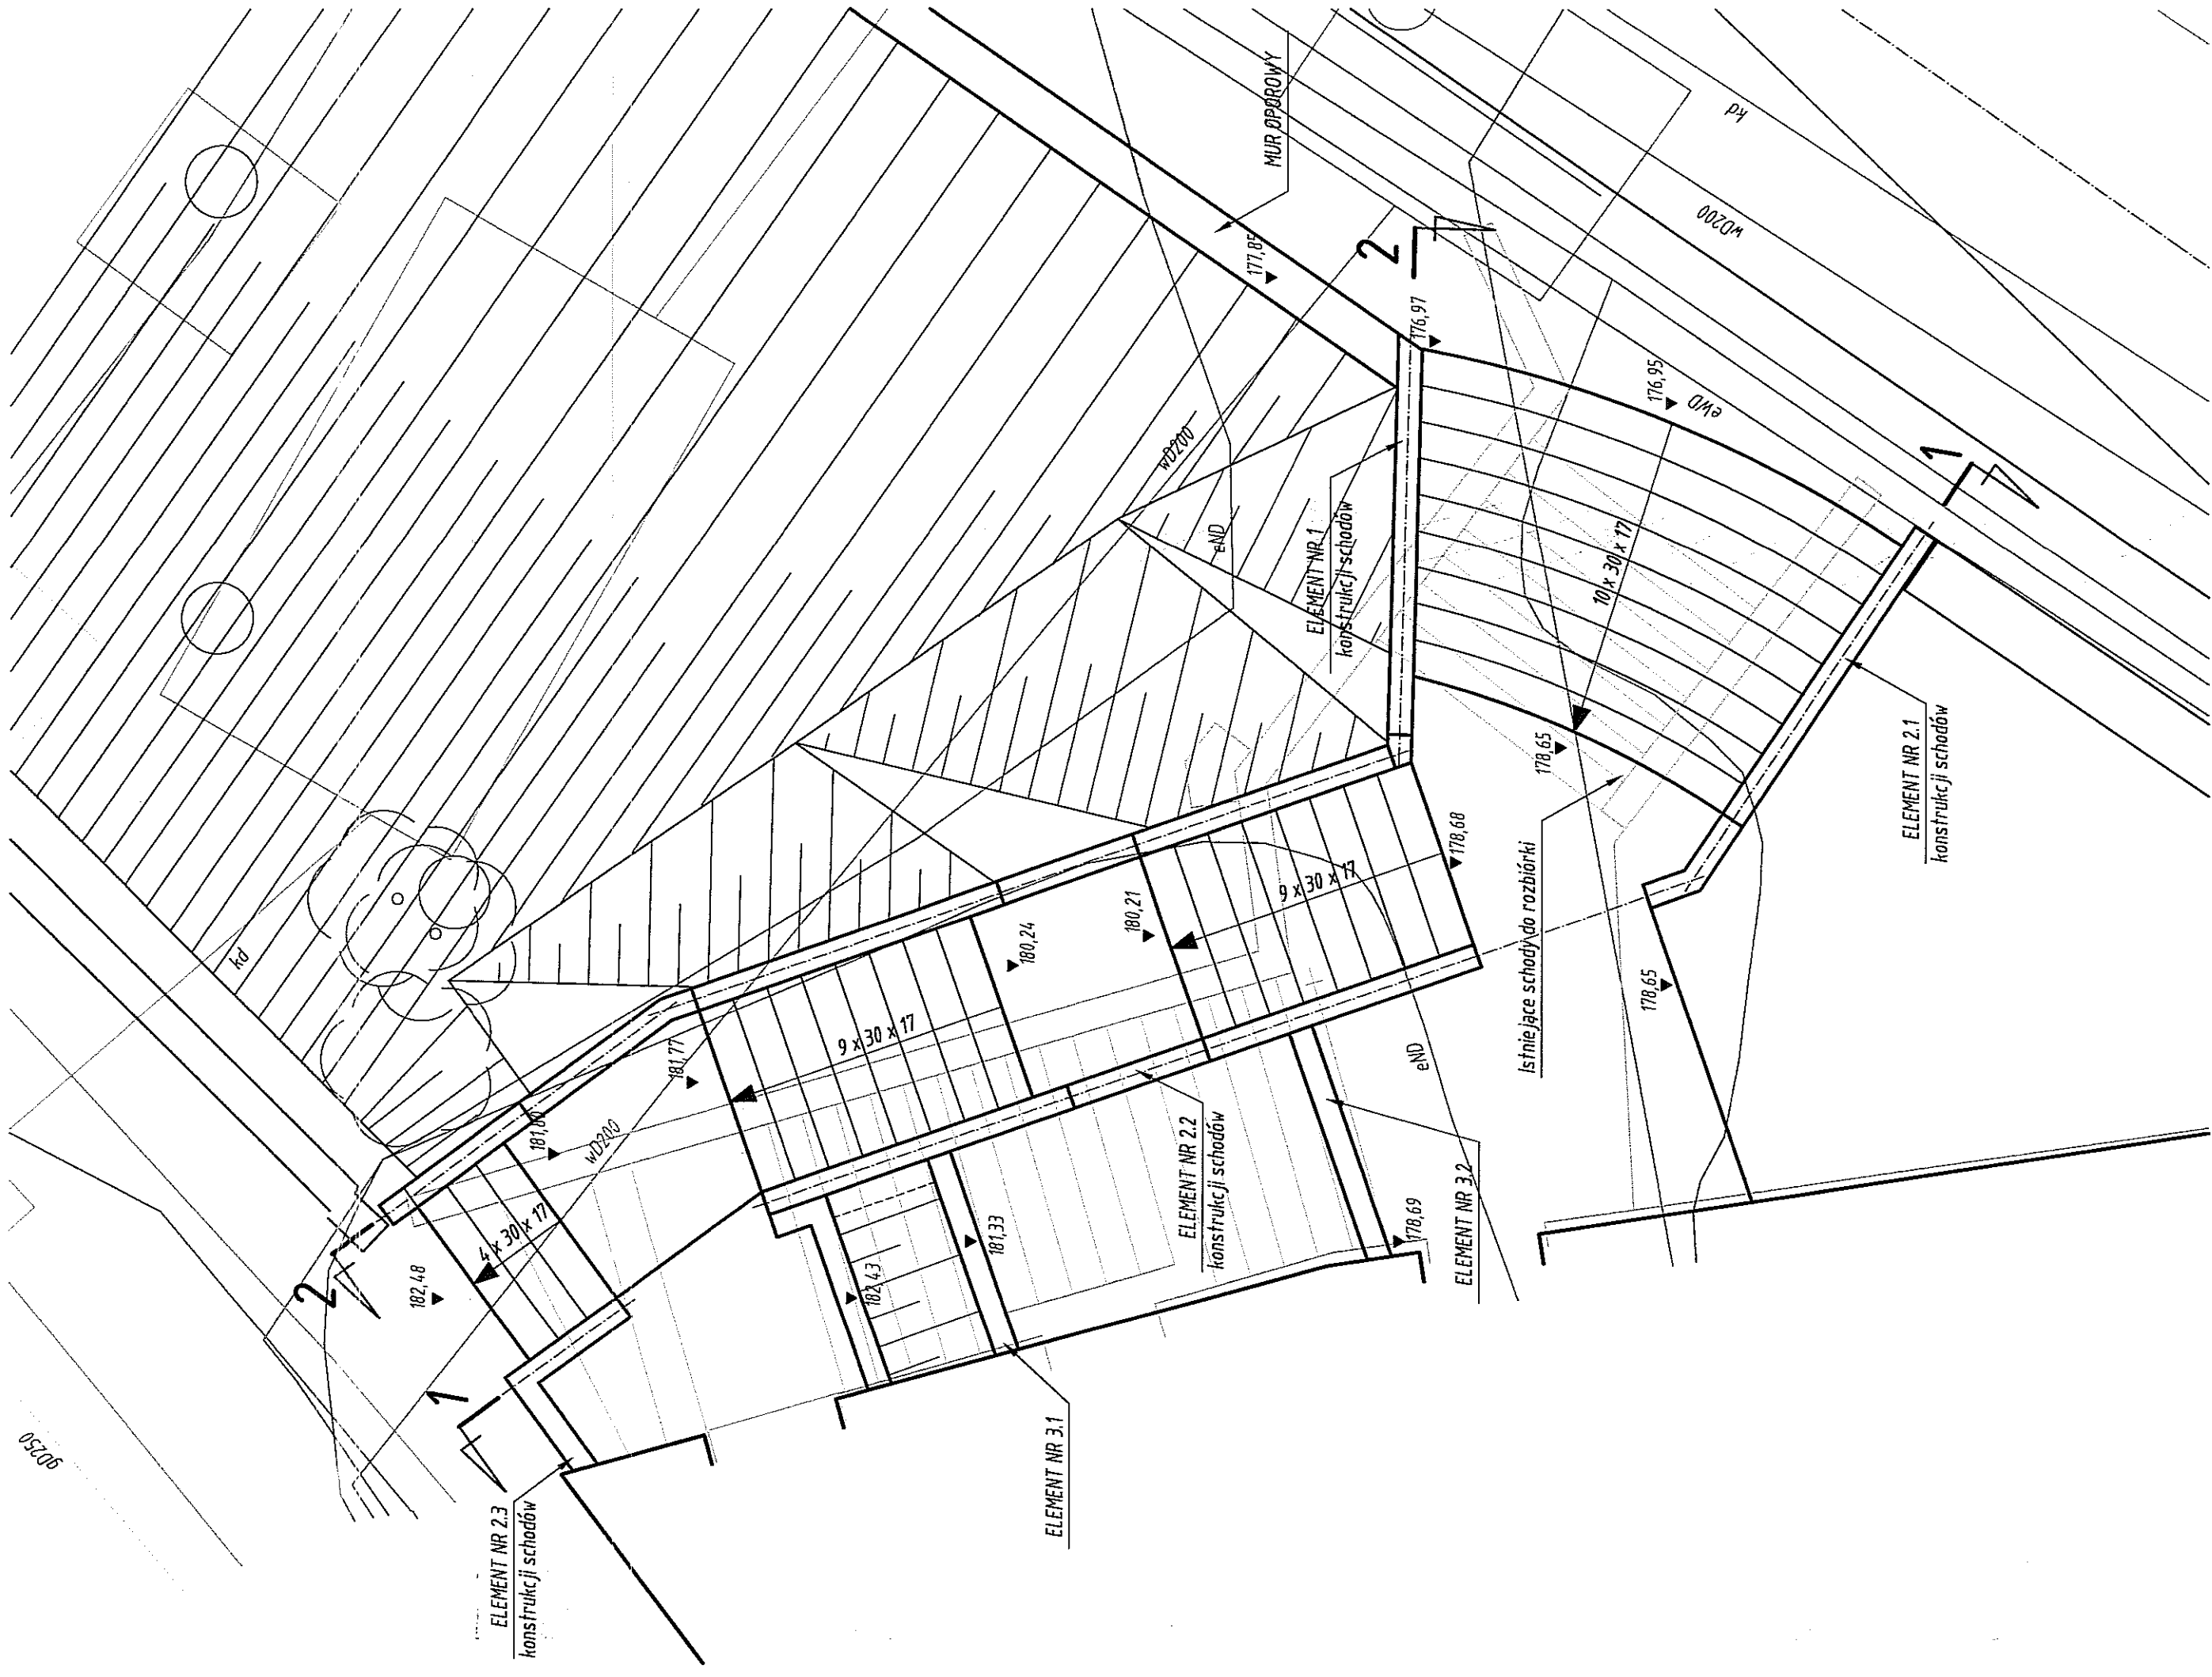 MUR OPOROWY
kd
wD200
177,85
2
176,97
176,95
eWD
1
wD200
eND
ELEMENT NR 1
konstrukcji schodów
10 x 30 x 17
178,65
ELEMENT NR 2.1
konstrukcji schodów
Istniejące schody do rozbiórki
178,65
178,68
9 x 30 x 17
180,21
180,24
eND
kd
9 x 30 x 17
181,77
181,80
wD200
4 x 30 x 17
2
182,48
1
ELEMENT NR 2.2
konstrukcji schodów
ELEMENT NR 3.2
178,69
181,33
182,43
ELEMENT NR 3.1
ELEMENT NR 2.3
konstrukcji schodów
gD250